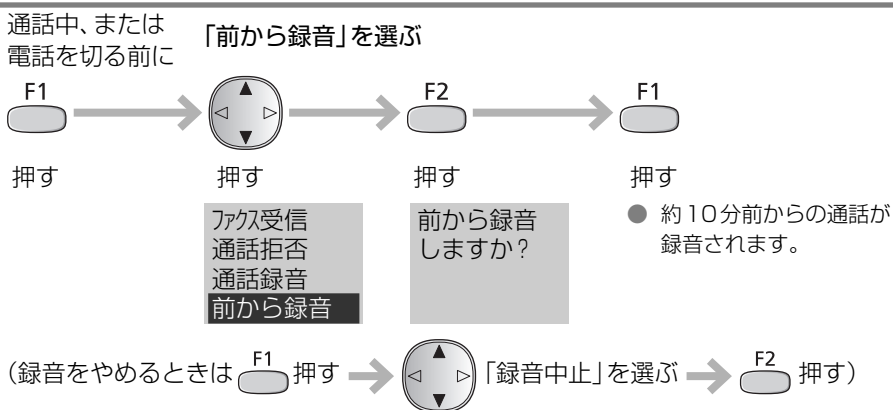 通話中、または
電話を切る前に
「前から録音」を選ぶ
F1
F2
F1
押す
押す
押す
押す
ファクス受信
通話拒否
通話録音
前から録音
前から録音
しますか?
● 約10分前からの通話が
録音されます。
(録音をやめるときは F1 押す 「録音中止」を選ぶ F2 押す)